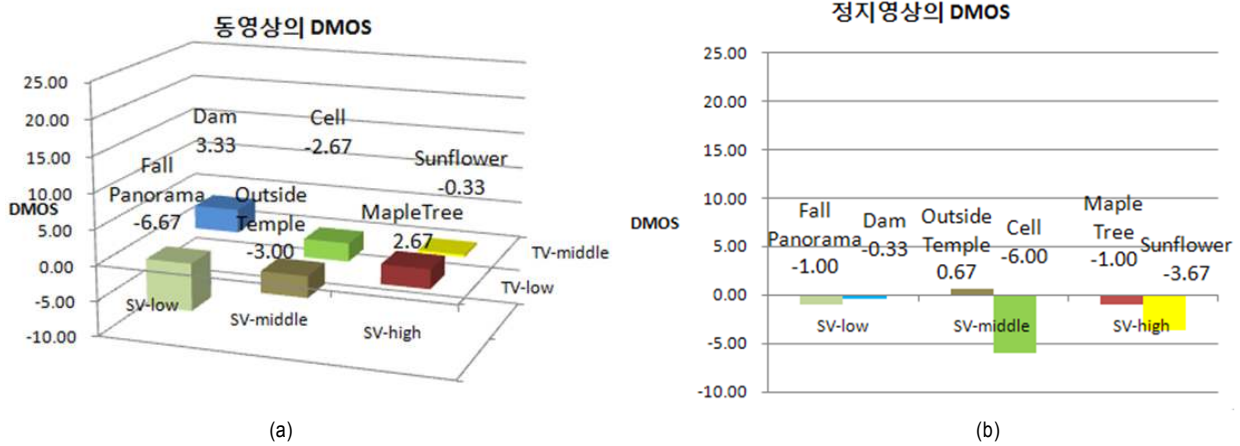 동영상의 DMOS
25.00
20.00
15.00
10.00
5.00
0.00
-5.00
-10.00
DMOS
Dam
3.33
Cell
-2.67
Sunflower
-0.33
Fall
Panorama
-6.67
Outside
Temple
-3.00
MapleTree
2.67
TV-middle
TV-low
SV-low
SV-middle
SV-high
(a)
정지영상의 DMOS
25.00
20.00
15.00
10.00
5.00
0.00
-5.00
-10.00
DMOS
Fall
Panorama
-1.00
Dam
-0.33
Outside
Temple
0.67
Cell
-6.00
Maple
Tree
-1.00
Sunflower
-3.67
SV-low
SV-middle
SV-high
(b)